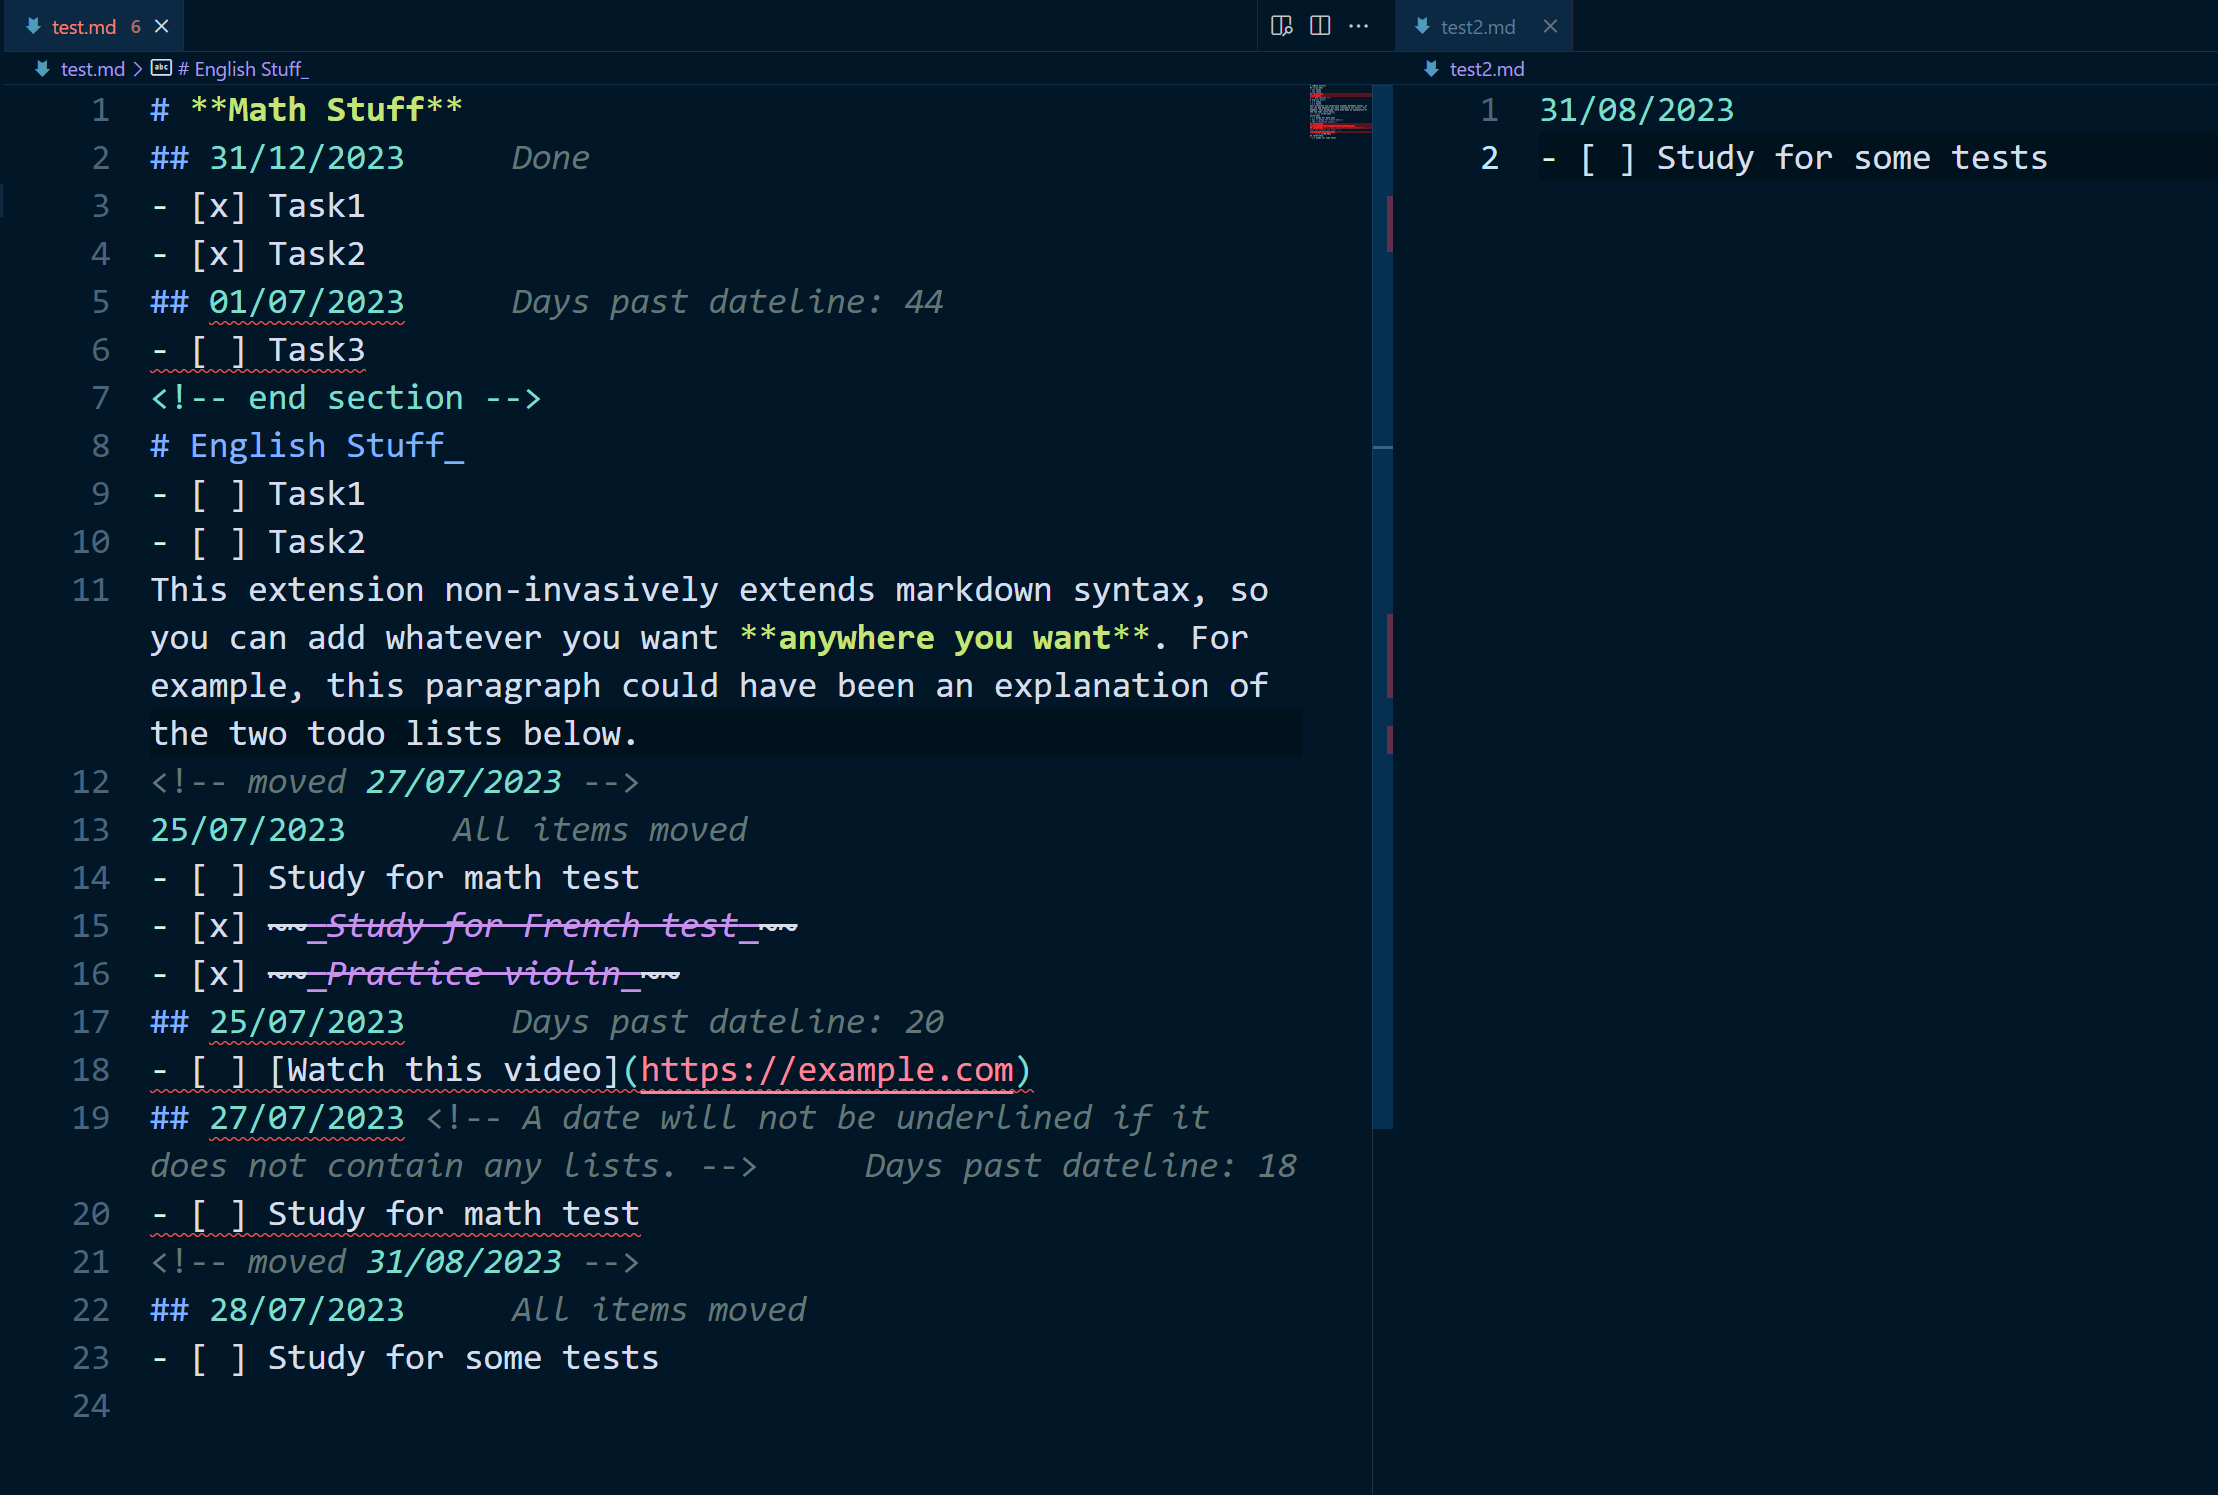 test.md 6
test2.md
test.md > # English Stuff_
test2.md
1 # **Math Stuff**
2 ## 31/12/2023 Done
3 - [x] Task1
4 - [x] Task2
5 ## 01/07/2023 Days past dateline: 44
6 - [ ] Task3
7 <!-- end section -->
8 # English Stuff_
9 - [ ] Task1
10 - [ ] Task2
11 This extension non-invasively extends markdown syntax, so
you can add whatever you want **anywhere you want**. For
example, this paragraph could have been an explanation of
the two todo lists below.
12 <!-- moved 27/07/2023 -->
13 25/07/2023 All items moved
14 - [ ] Study for math test
15 - [x] ~~_Study for French test_~~
16 - [x] ~~_Practice violin_~~
17 ## 25/07/2023 Days past dateline: 20
18 - [ ] [Watch this video](https://example.com)
19 ## 27/07/2023 <!-- A date will not be underlined if it
does not contain any lists. --> Days past dateline: 18
20 - [ ] Study for math test
21 <!-- moved 31/08/2023 -->
22 ## 28/07/2023 All items moved
23 - [ ] Study for some tests
24
1 31/08/2023
2 - [ ] Study for some tests